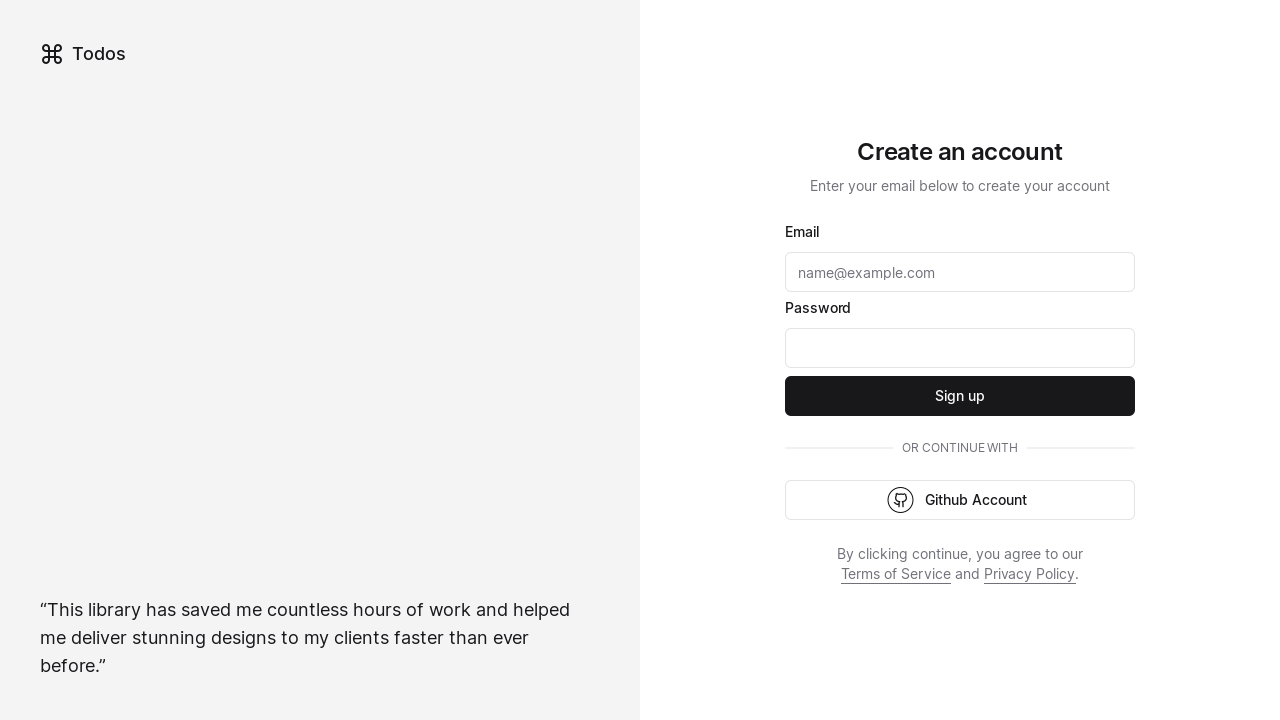 Todos
“This library has saved me countless hours of work and helped
me deliver stunning designs to my clients faster than ever
before.”
Create an account
Enter your email below to create your account
Email
name@example.com
Password
Sign up
OR CONTINUE WITH
Github Account
By clicking continue, you agree to our
Terms of Service and Privacy Policy.